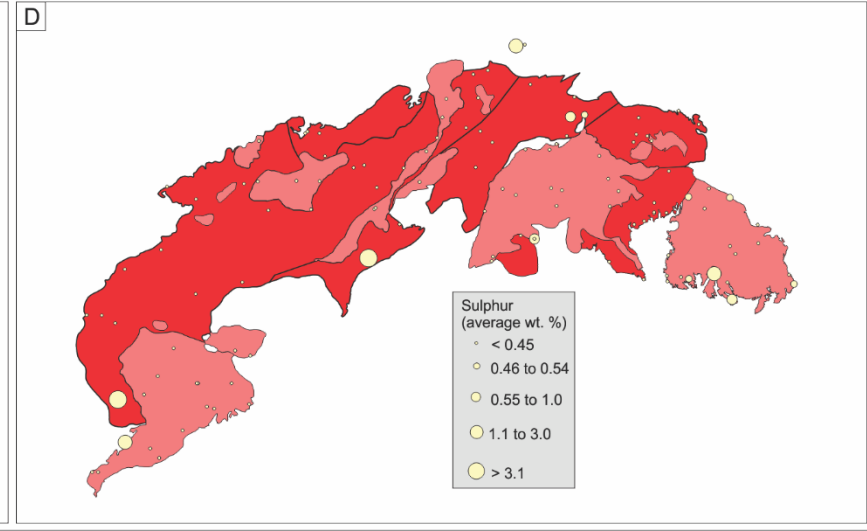 D
Sulphur
(average wt. %)
< 0.45
0.46 to 0.54
0.55 to 1.0
1.1 to 3.0
> 3.1